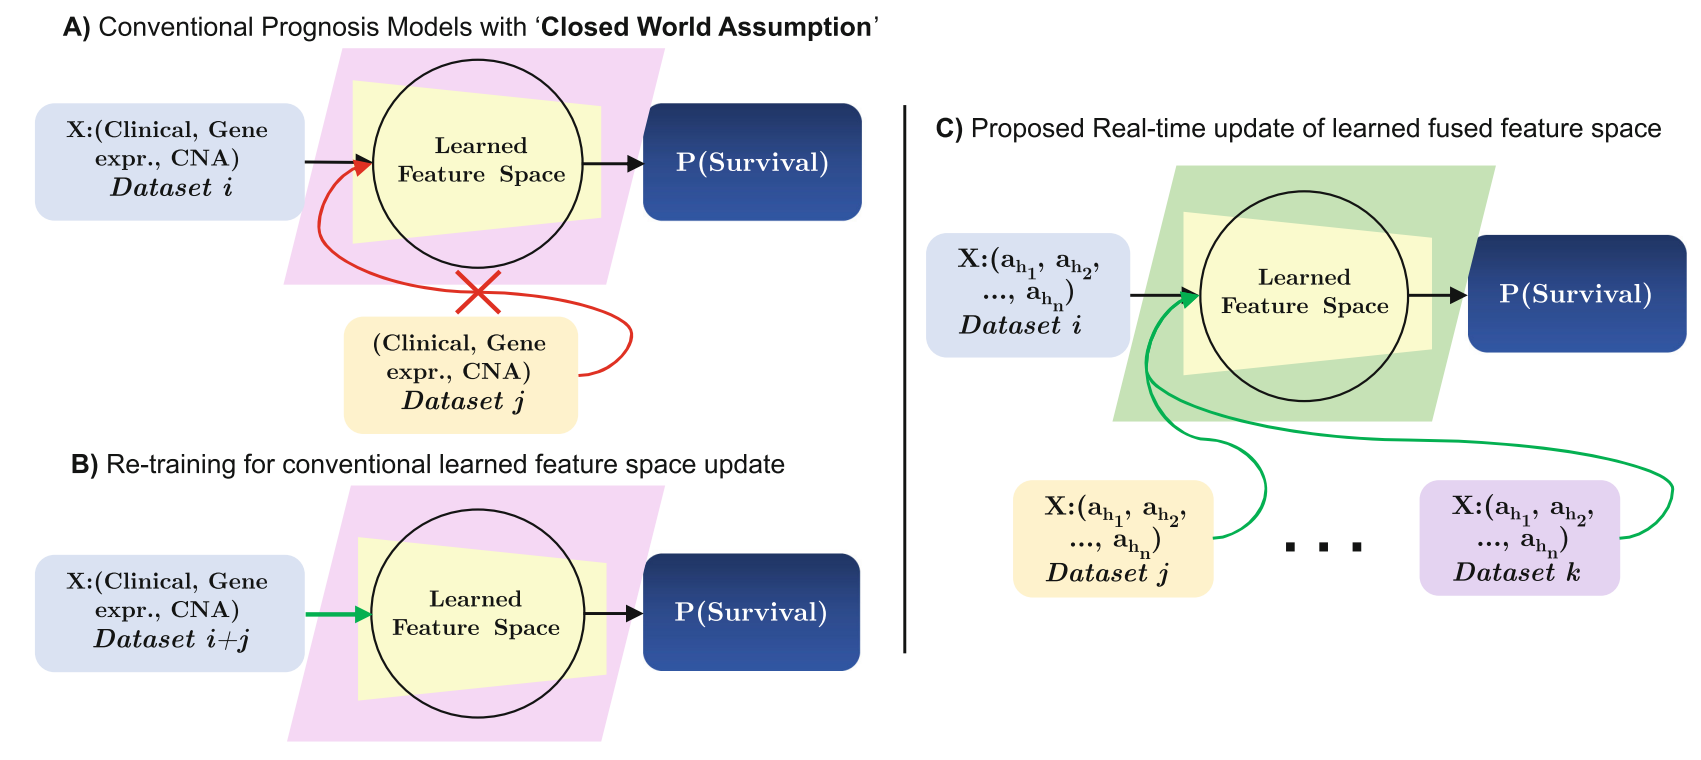 A) Conventional Prognosis Models with ‘Closed World Assumption’
X:(Clinical, Gene
expr., CNA)
Dataset i
Learned
Feature Space
P(Survival)
(Clinical, Gene
expr., CNA)
Dataset j
B) Re-training for conventional learned feature space update
X:(Clinical, Gene
expr., CNA)
Dataset i+j
Learned
Feature Space
P(Survival)
C) Proposed Real-time update of learned fused feature space
X:(a_{h_1}, a_{h_2},
..., a_{h_n})
Dataset i
Learned
Feature Space
P(Survival)
X:(a_{h_1}, a_{h_2},
..., a_{h_n})
Dataset j
. . .
X:(a_{h_1}, a_{h_2},
..., a_{h_n})
Dataset k